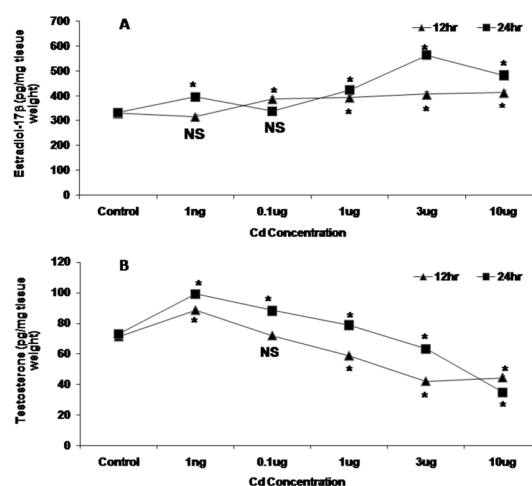 A
12hr 24hr
700
600
500
400
300
200
100
0
Estradiol-17 β (pg/mg tissue
weight)
* * * * *
NS NS * * *
Control 1ng 0.1ug 1ug 3ug 10ug
Cd Concentration
B
12hr 24hr
120
100
80
60
40
20
0
Testosterone (pg/mg tissue
weight)
* * * * *
* NS * * *
Control 1ng 0.1ug 1ug 3ug 10ug
Cd Concentration